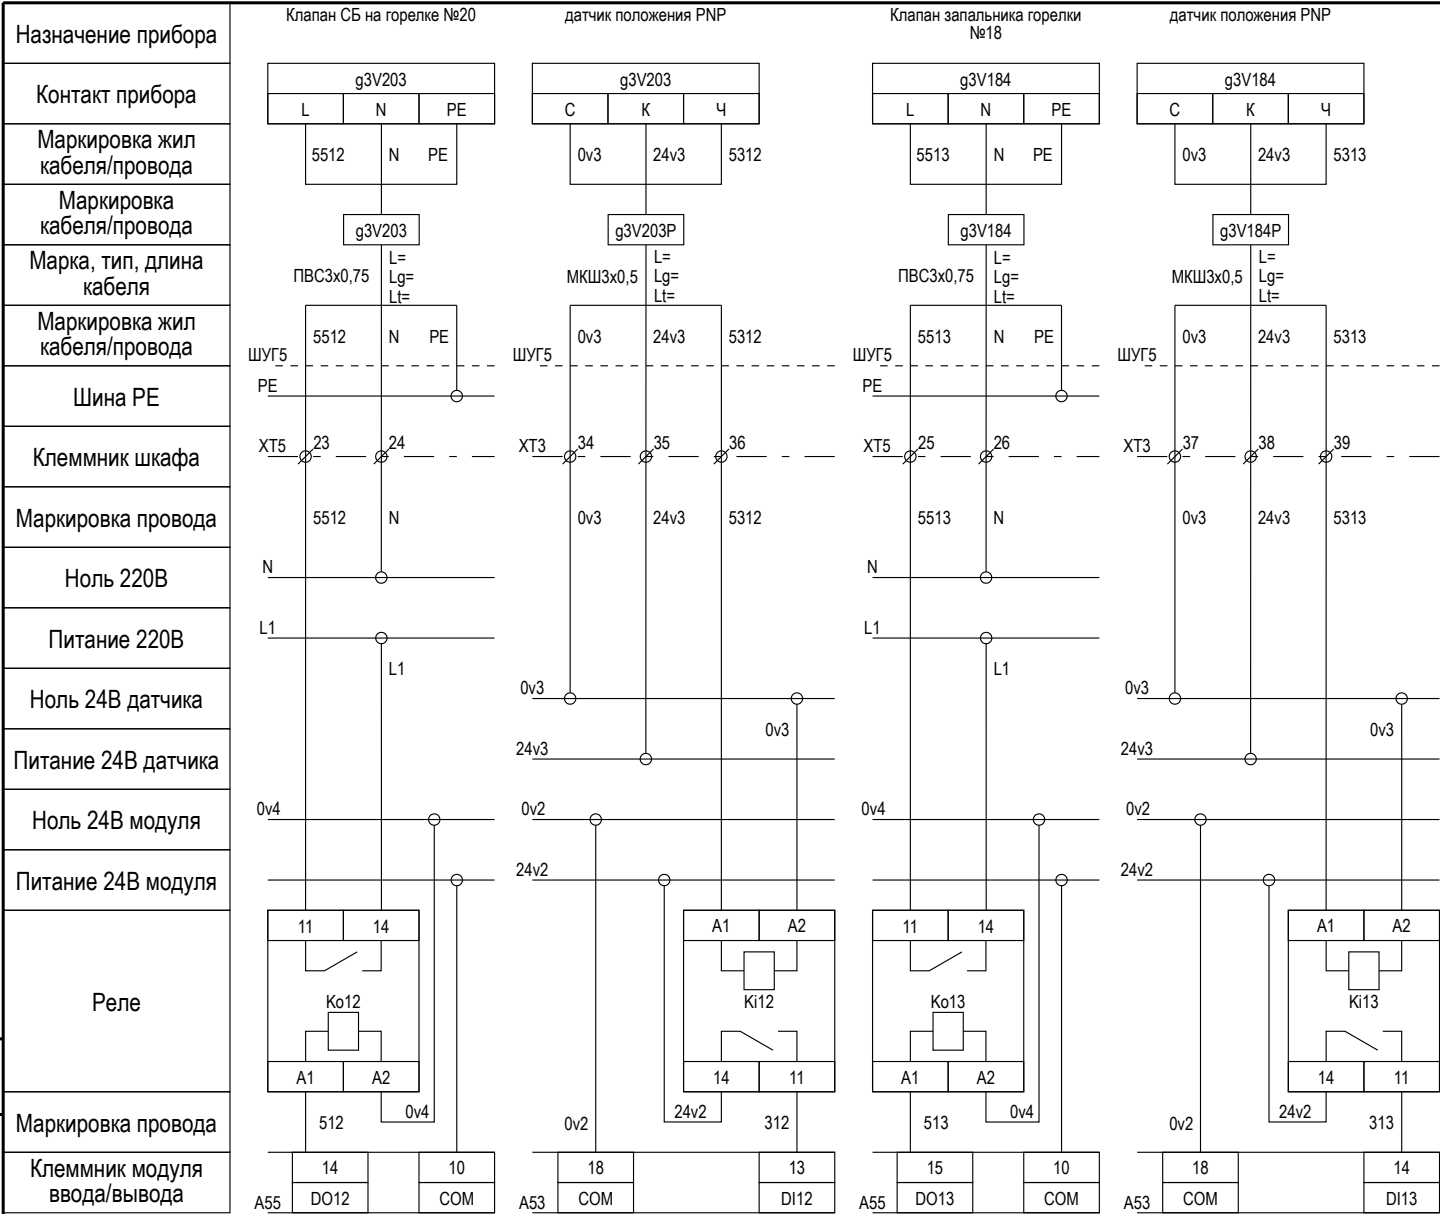 Назначение прибора
Клапан СБ на горелке №20
датчик положения PNP
Клапан запальника горелки
№18
датчик положения PNP
Контакт прибора
g3V203
g3V203
g3V184
g3V184
L N PE
С К Ч
L N PE
С К Ч
Маркировка жил
кабеля/провода
5512 N PE
0v3 24v3 5312
5513 N PE
0v3 24v3 5313
Маркировка
кабеля/провода
g3V203
g3V203P
g3V184
g3V184P
Марка, тип, длина
кабеля
ПВС3х0,75
L=
Lg=
Lt=
МКШ3х0,5
L=
Lg=
Lt=
ПВС3х0,75
L=
Lg=
Lt=
МКШ3х0,5
L=
Lg=
Lt=
Маркировка жил
кабеля/провода
5512 N PE
0v3 24v3 5312
5513 N PE
0v3 24v3 5313
ШУГ5
ШУГ5
ШУГ5
ШУГ5
Шина PE
PE
PE
Клеммник шкафа
XT5 23 24
XT3 34 35 36
XT5 25 26
XT3 37 38 39
Маркировка провода
5512 N
0v3 24v3 5312
5513 N
0v3 24v3 5313
Ноль 220В
N
N
Питание 220В
L1
L1
L1
L1
Ноль 24В датчика
0v3
0v3
0v3
0v3
Питание 24В датчика
24v3
24v3
Ноль 24В модуля
0v4
0v2
0v4
0v2
Питание 24В модуля
24v2
24v2
Реле
11 14
A1 A2
11 14
A1 A2
Ko12
Ki12
Ko13
Ki13
A1 A2
14 11
A1 A2
14 11
Маркировка провода
512 0v4
0v2 24v2 312
513 0v4
0v2 24v2 313
Клеммник модуля
ввода/вывода
14 10
18 13
15 10
18 14
A55 DO12 COM
A53 COM DI12
A55 DO13 COM
A53 COM DI13